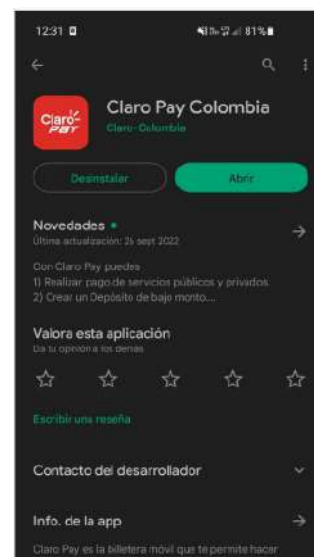 12:31
81%
Claro
Pay
Claro Pay Colombia
Claro-Colombia
Desinstalar
Abrir
Novedades
Última actualización: 26 sept 2022
Con Claro Pay puedes
1) Realizar pago de servicios públicos y privados
2) Crear un Depósito de bajo monto....
Valora esta aplicación
Da tu opinión a los demás
Escribir una reseña
Contacto del desarrollador
Info. de la app
Claro Pay es la billetera móvil que te permite hacer